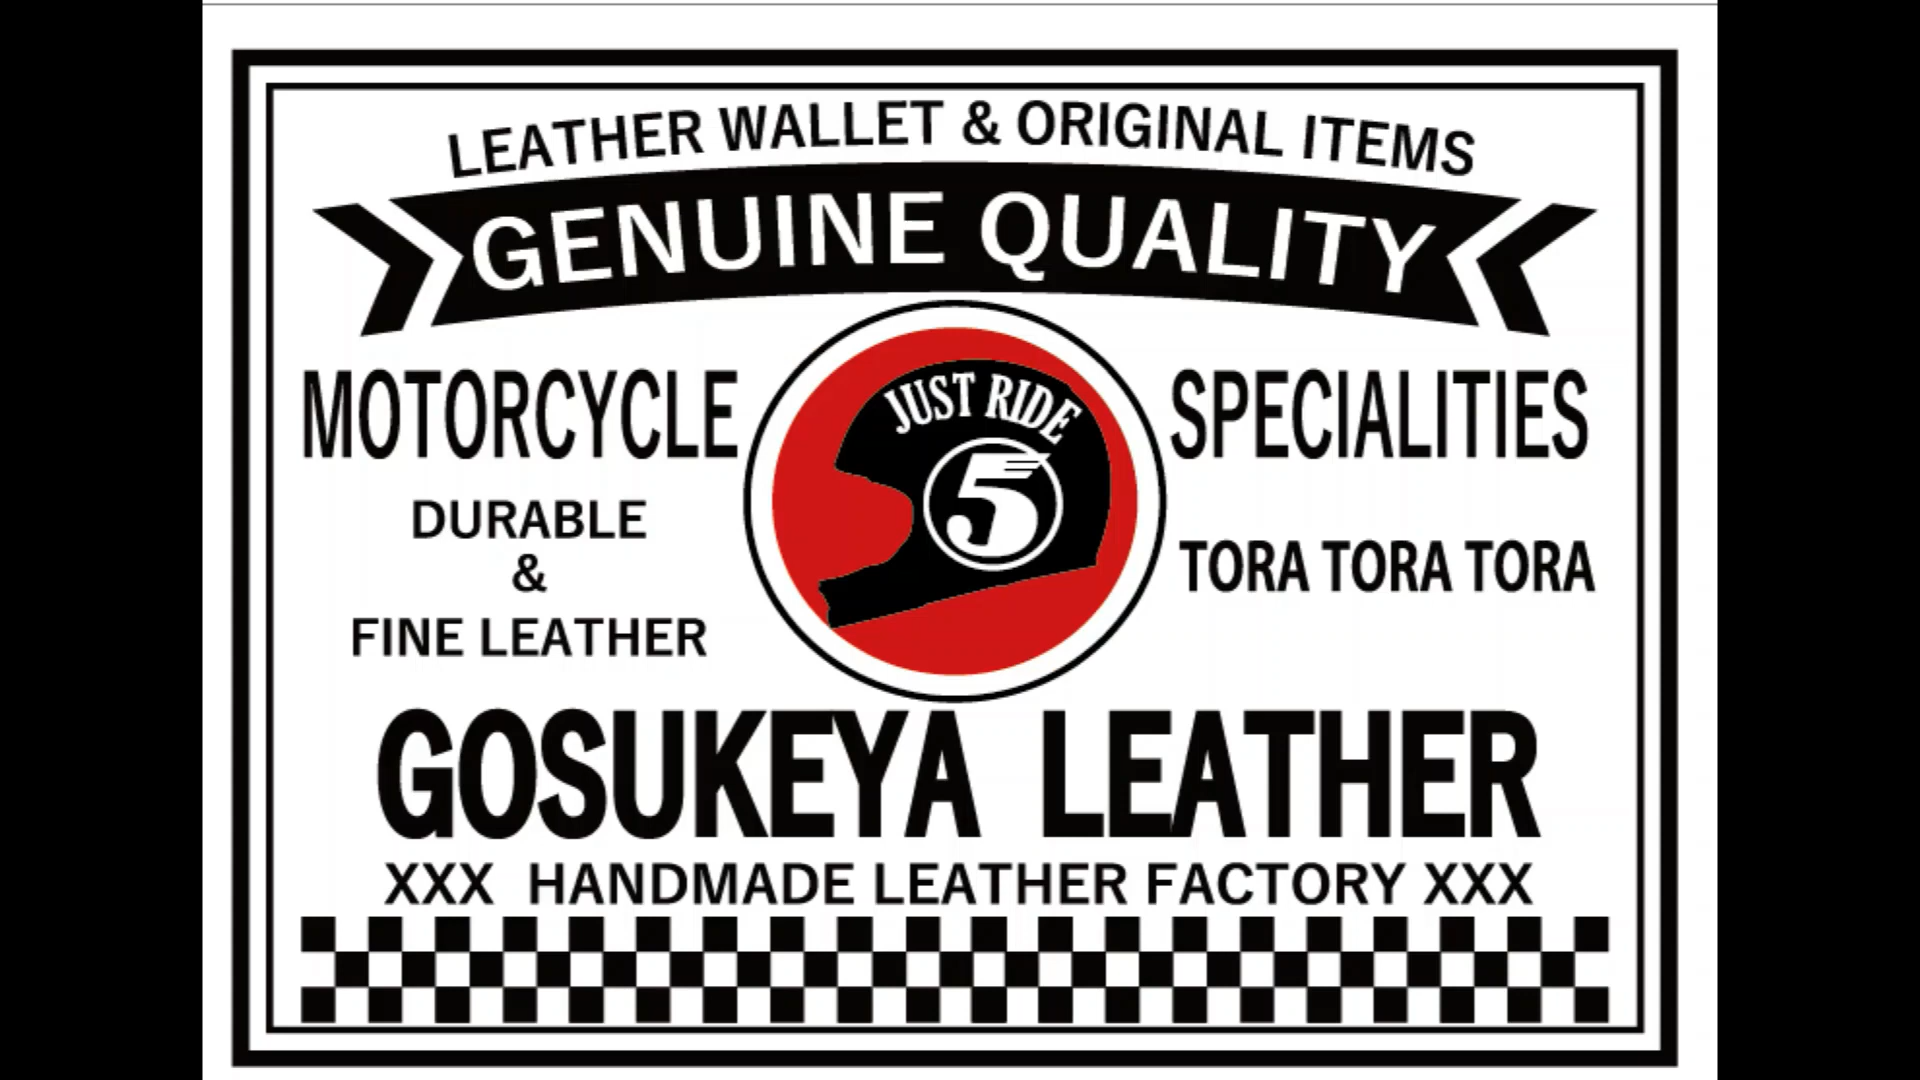 LEATHER WALLET & ORIGINAL ITEMS
GENUINE QUALITY
JUST RIDE
5
MOTORCYCLE
SPECIALITIES
DURABLE
&
FINE LEATHER
TORA TORA TORA
GOSUKEYA LEATHER
XXX HANDMADE LEATHER FACTORY XXX